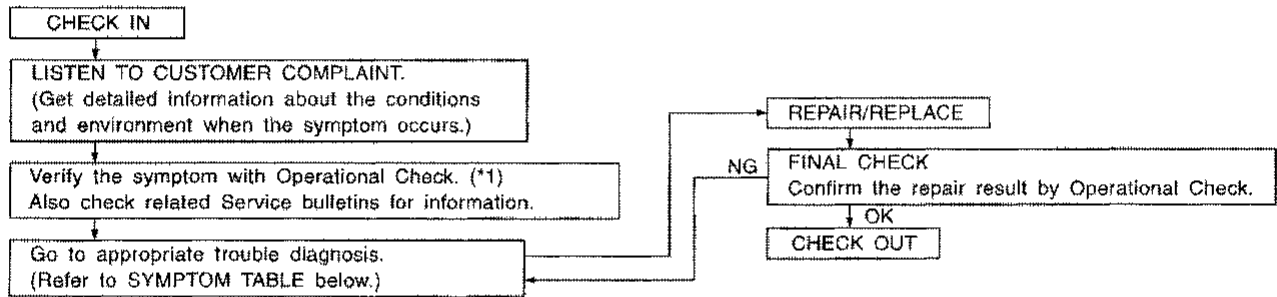 CHECK IN
LISTEN TO CUSTOMER COMPLAINT.
(Get detailed information about the conditions
and environment when the symptom occurs.)
Verify the symptom with Operational Check. (*1)
Also check related Service bulletins for information.
Go to appropriate trouble diagnosis.
(Refer to SYMPTOM TABLE below.)
REPAIR/REPLACE
NG
FINAL CHECK
Confirm the repair result by Operational Check.
OK
CHECK OUT